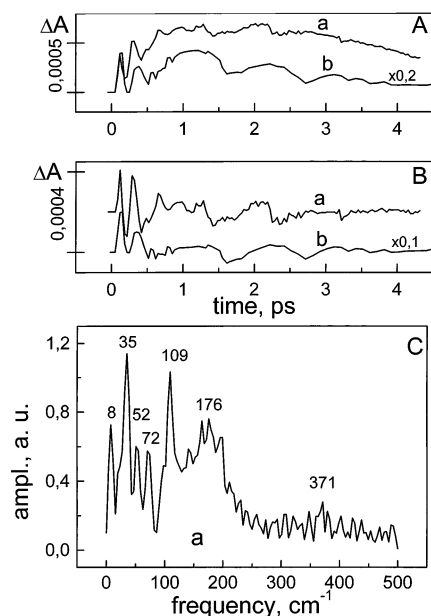 ΔA
A
0,0005
a
b
x0,2
0 1 2 3 4
ΔA
B
0,0004
a
b
x0,1
0 1 2 3 4
time, ps
C
1,2
0,8
0,4
0,0
ampl., a. u.
8
35
52
72
109
176
371
a
0 100 200 300 400 500
frequency, cm⁻¹